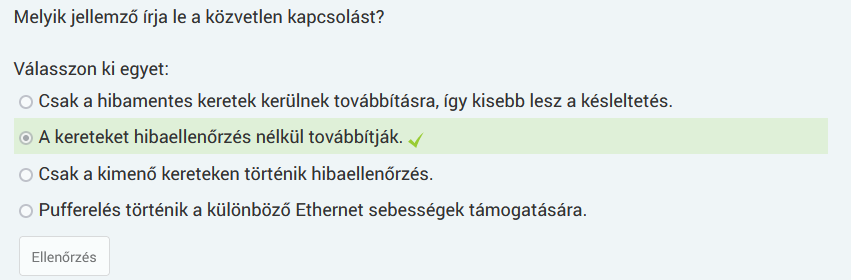 Melyik jellemző írja le a közvetlen kapcsolást?
Válasszon ki egyet:
Csak a hibamentes keretek kerülnek továbbításra, így kisebb lesz a késleltetés.
A kereteket hibaellenőrzés nélkül továbbítják.
Csak a kimenő kereteken történik hibaellenőrzés.
Pufferelés történik a különböző Ethernet sebességek támogatására.
Ellenőrzés